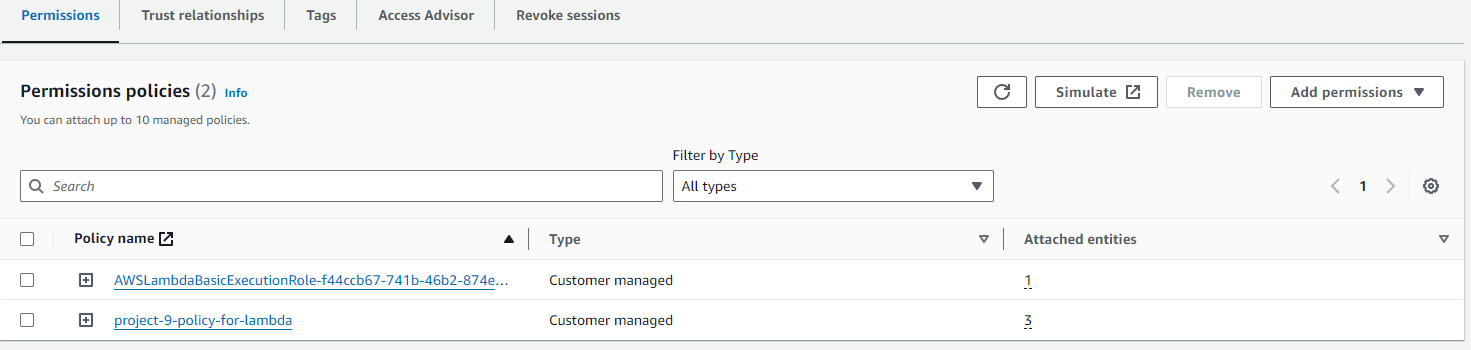 Permissions Trust relationships Tags Access Advisor Revoke sessions
Permissions policies (2) Info
Simulate Remove Add permissions
You can attach up to 10 managed policies.
Filter by Type
Search All types 1
Policy name Type Attached entities
AWSLambdaBasicExecutionRole-f44ccb67-741b-46b2-874e... Customer managed 1
project-9-policy-for-lambda Customer managed 3